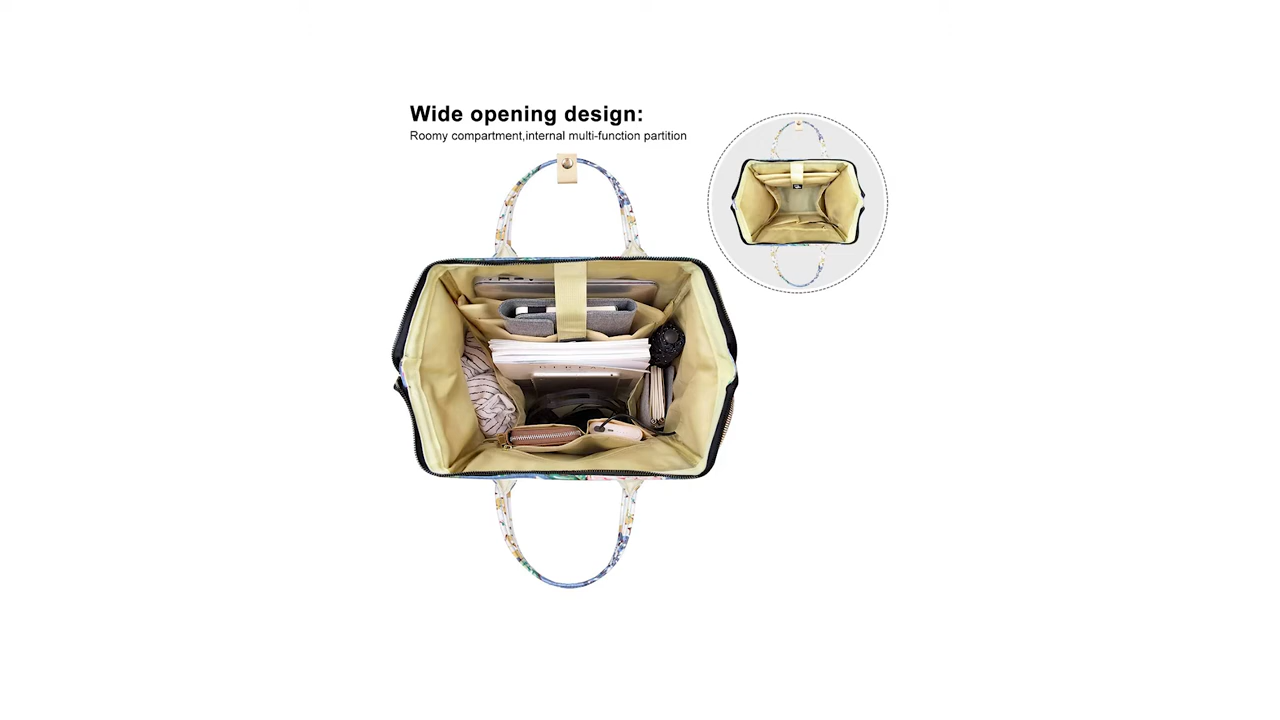 Wide opening design:
Roomy compartment,internal multi-function partition